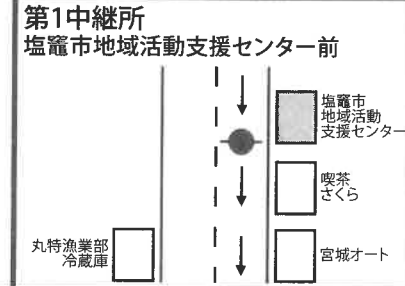 第1中継所
塩竈市地域活動支援センター前
塩竈市
地域活動
支援センター
喫茶
さくら
丸特漁業部
冷蔵庫
宮城オート